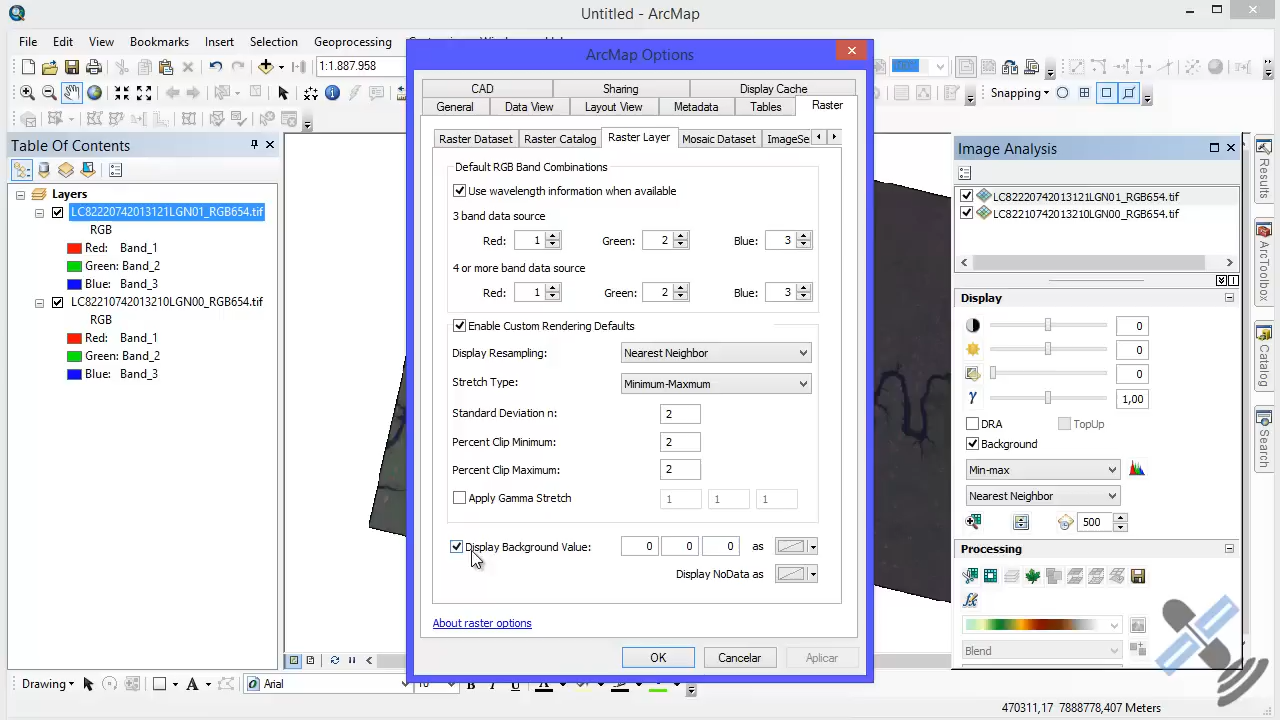 Untitled - ArcMap
File Edit View Bookmarks Insert Selection Geoprocessing
1:1.887.958
Snapping
Table Of Contents
Layers
LC82220742013121LGN01_RGB654.tif
RGB
Red: Band_1
Green: Band_2
Blue: Band_3
LC82210742013210LGN00_RGB654.tif
RGB
Red: Band_1
Green: Band_2
Blue: Band_3
ArcMap Options
CAD Sharing Display Cache
General Data View Layout View Metadata Tables Raster
Raster Dataset Raster Catalog Raster Layer Mosaic Dataset ImageSe
Default RGB Band Combinations
Use wavelength information when available
3 band data source
Red: 1 Green: 2 Blue: 3
4 or more band data source
Red: 1 Green: 2 Blue: 3
Enable Custom Rendering Defaults
Display Resampling: Nearest Neighbor
Stretch Type: Minimum-Maxmum
Standard Deviation n: 2
Percent Clip Minimum: 2
Percent Clip Maximum: 2
Apply Gamma Stretch 1 1 1
Display Background Value: 0 0 0 as
Display NoData as
About raster options
OK Cancelar Aplicar
Image Analysis
LC82220742013121LGN01_RGB654.tif
LC82210742013210LGN00_RGB654.tif
Display
0
0
0
γ 1,00
DRA TopUp
Background
Min-max
Nearest Neighbor
500
Processing
Blend
Results
ArcToolbox
Catalog
Search
Drawing A Arial 10 B I U A
470311,17 7888778,407 Meters